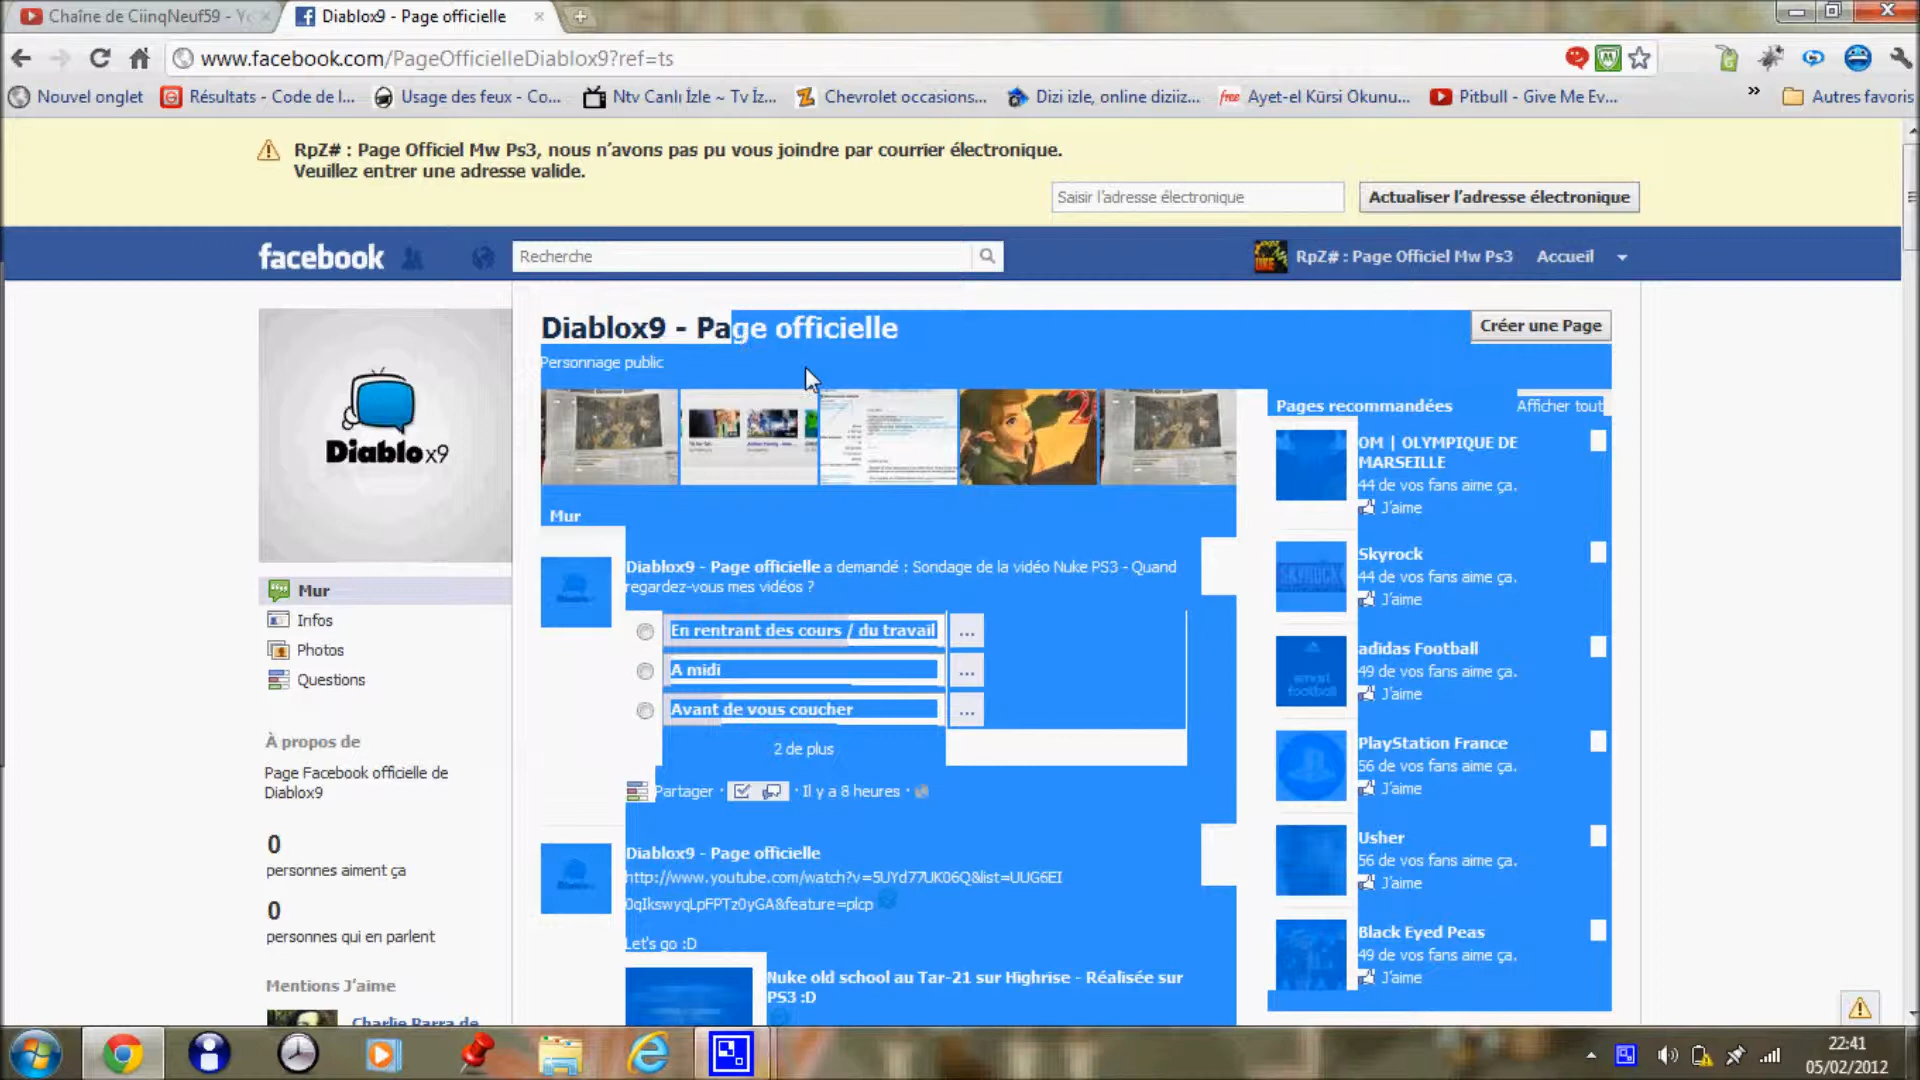 Chaîne de CiinqNeuf59 - Y
Diablox9 - Page officielle
www.facebook.com/PageOfficielleDiablox9?ref=ts
Nouvel onglet
Résultats - Code de l...
Usage des feux - Co...
Ntv Canlı İzle ~ Tv İz...
Chevrolet occasions...
Dizi izle, online diziiz...
free
Ayet-el Kürsi Okunu...
Pitbull - Give Me Ev...
»
Autres favoris
RpZ# : Page Officiel Mw Ps3, nous n'avons pas pu vous joindre par courrier électronique.
Veuillez entrer une adresse valide.
Saisir l'adresse électronique
Actualiser l'adresse électronique
facebook
Recherche
RpZ# : Page Officiel Mw Ps3
Accueil
Diablox9
Mur
Infos
Photos
Questions
À propos de
Page Facebook officielle de
Diablox9
0
personnes aiment ça
0
personnes qui en parlent
Mentions J'aime
Charlie Parra de
Diablox9 - Page officielle
Créer une Page
Personnage public
Mur
Diablox9 - Page officielle a demandé : Sondage de la vidéo Nuke PS3 - Quand
regardez-vous mes vidéos ?
En rentrant des cours / du travail
...
A midi
...
Avant de vous coucher
...
2 de plus
Partager · · Il y a 8 heures ·
Diablox9 - Page officielle
http://www.youtube.com/watch?v=5UYd77UK06Q&list=UUG6EI
0qIkswyqLpFPTz0yGA&feature=plcp
Let's go :D
Nuke old school au Tar-21 sur Highrise - Réalisée sur
PS3 :D
Pages recommandées
Afficher tout
OM | OLYMPIQUE DE
MARSEILLE
44 de vos fans aime ça.
J'aime
SKYROCK
Skyrock
44 de vos fans aime ça.
J'aime
football
adidas Football
49 de vos fans aime ça.
J'aime
PlayStation France
56 de vos fans aime ça.
J'aime
Usher
56 de vos fans aime ça.
J'aime
Black Eyed Peas
49 de vos fans aime ça.
J'aime
22:41
05/02/2012